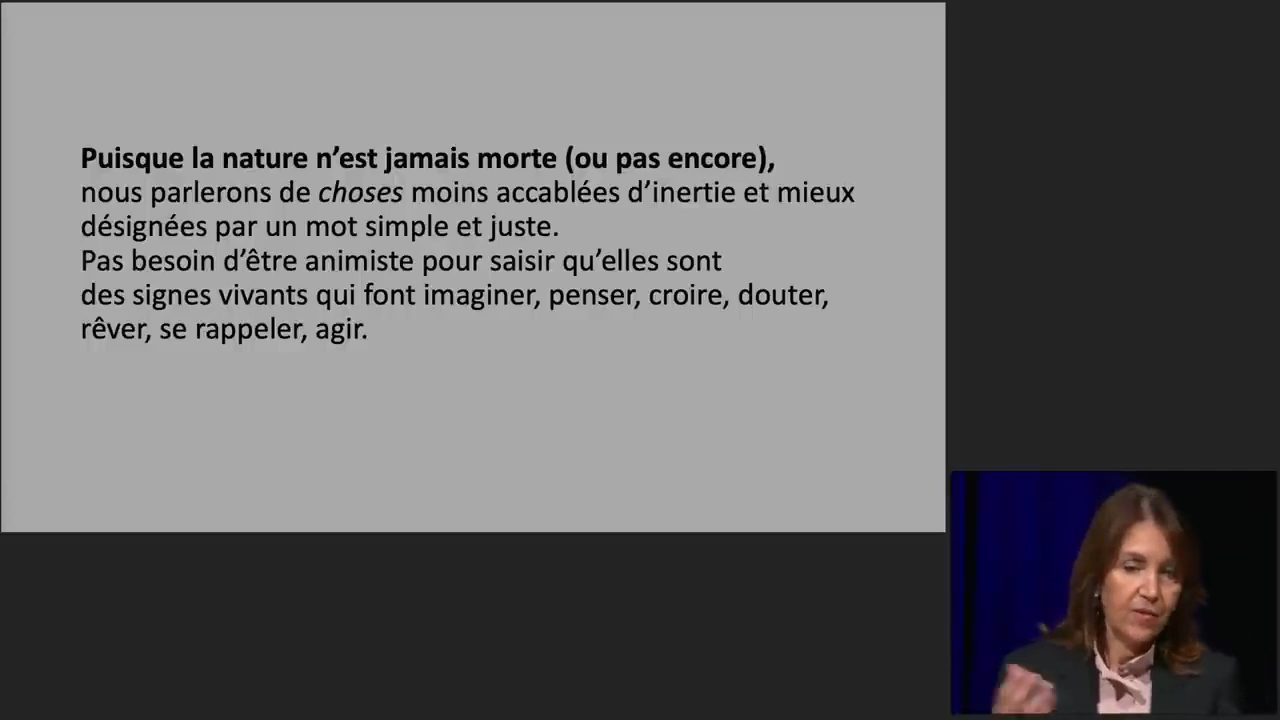 Puisque la nature n’est jamais morte (ou pas encore),
nous parlerons de choses moins accablées d’inertie et mieux
désignées par un mot simple et juste.
Pas besoin d’être animiste pour saisir qu’elles sont
des signes vivants qui font imaginer, penser, croire, douter,
rêver, se rappeler, agir.